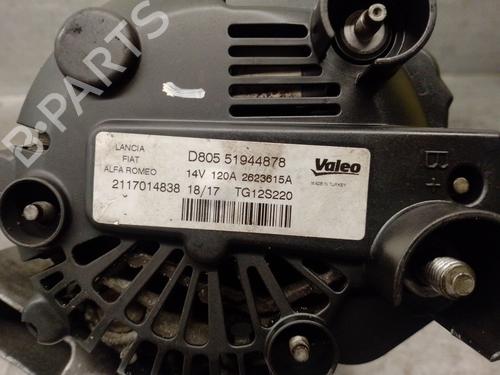 B-PARTS
LANCIA
FIAT
ALFA ROMEO
D805 51944878
14V 120A 2623615A
2117014838 18/17 TG12S220
Valeo
MADE IN TURKEY
B+